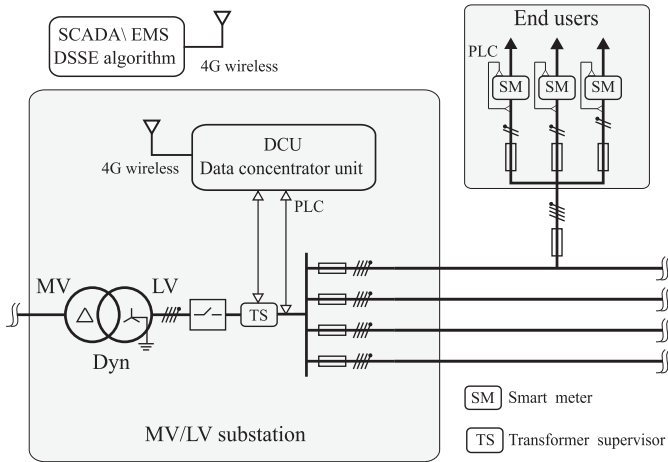 SCADA\ EMS
DSSE algorithm
4G wireless
End users
PLC
SM
SM
SM
DCU
Data concentrator unit
4G wireless
PLC
MV
LV
TS
Dyn
MV/LV substation
SM
Smart meter
TS
Transformer supervisor